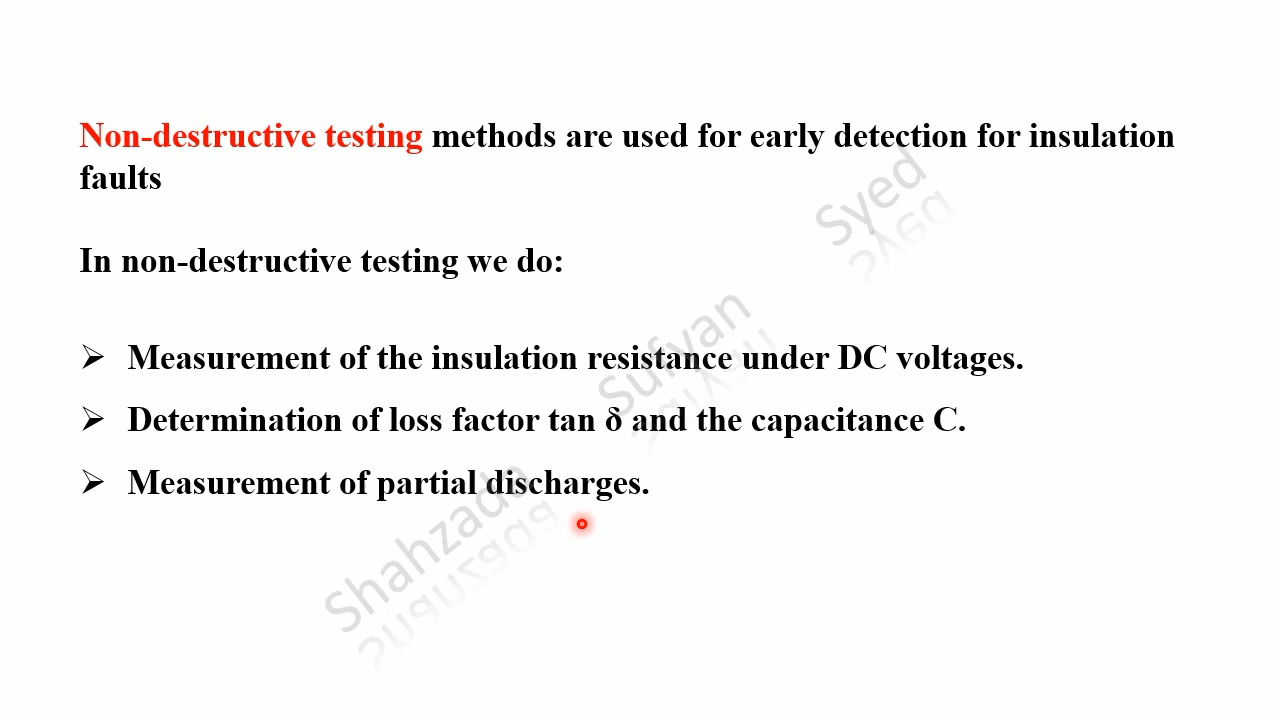 Non-destructive testing methods are used for early detection for insulation
faults
In non-destructive testing we do:
➢ Measurement of the insulation resistance under DC voltages.
➢ Determination of loss factor tan δ and the capacitance C.
➢ Measurement of partial discharges.
Syed
Sufyan
Shahzada